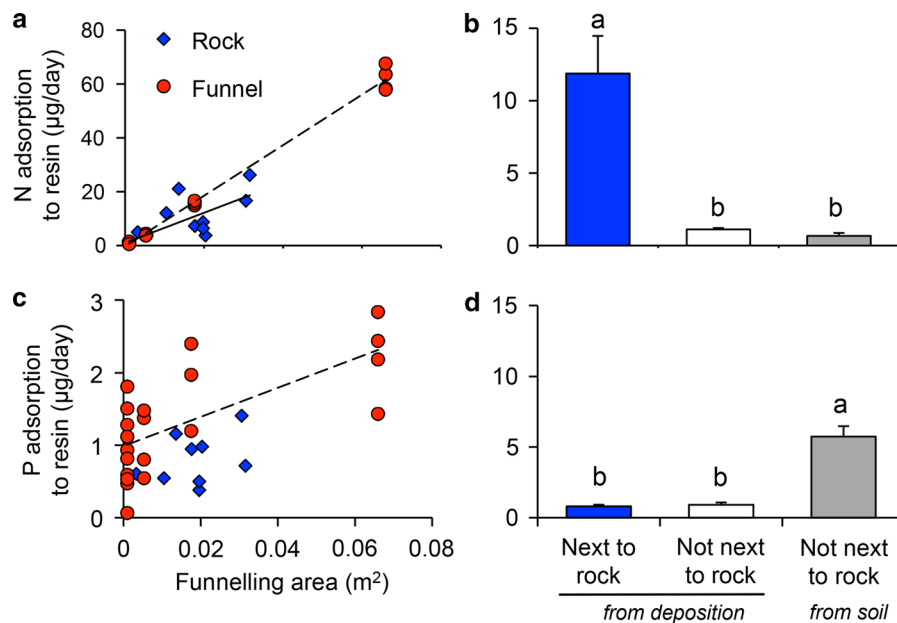 a
N adsorption
to resin (µg/day)
80
60
40
20
0
Rock
Funnel
b
15
10
5
0
a
b
b
c
P adsorption
to resin (µg/day)
3
2
1
0
0
0.02
0.04
0.06
0.08
Funnelling area (m²)
d
15
10
5
0
b
b
a
Next to
rock
Not next
to rock
Not next
to rock
from deposition
from soil